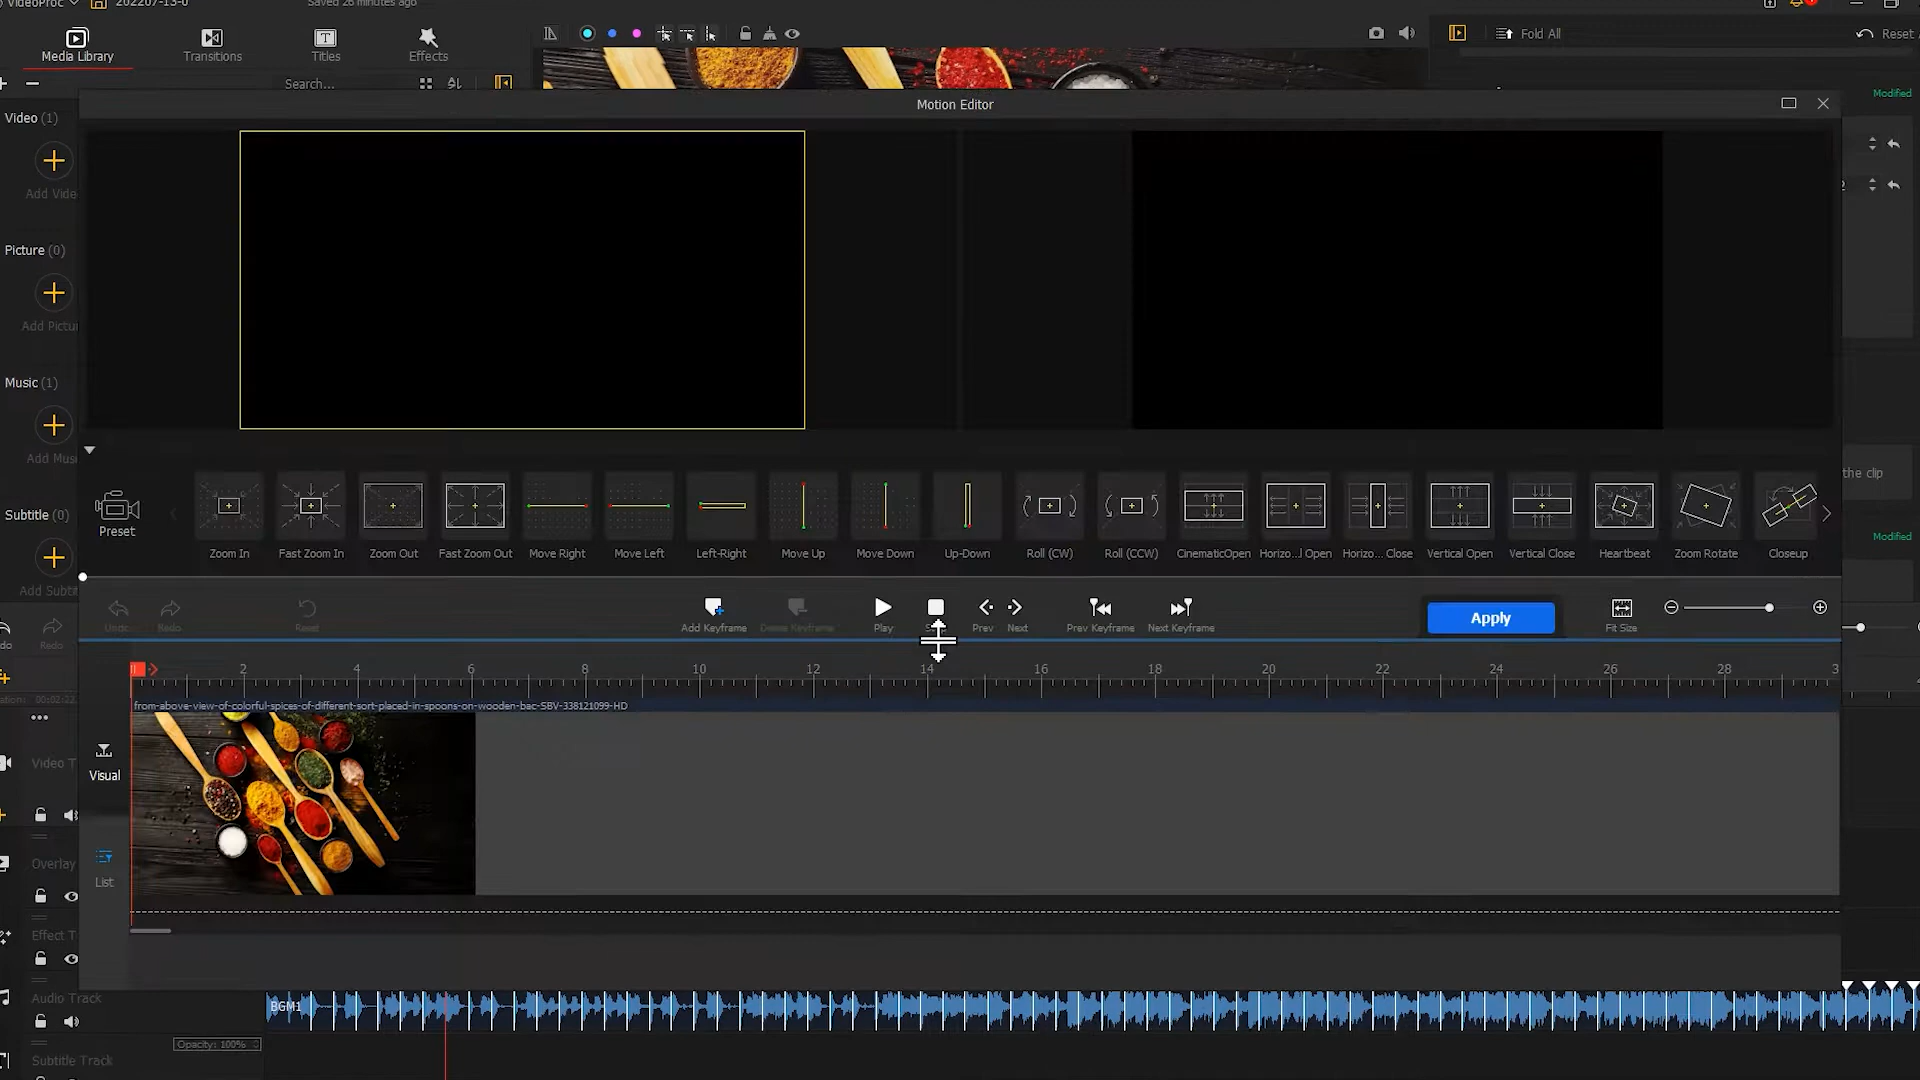 VideoProc
202207-13-0
Saved 26 minutes ago
Media Library
Transitions
Titles
Effects
Fold All
Reset
Search...
Modified
Motion Editor
Video (1)
Add Vide
Picture (0)
Add Pictu
Music (1)
Add Musi
Subtitle (0)
Add Subti
the clip
Modified
Preset
Zoom In
Fast Zoom In
Zoom Out
Fast Zoom Out
Move Right
Move Left
Left-Right
Move Up
Move Down
Up-Down
Roll (CW)
Roll (CCW)
CinematicOpen
Horizo...l Open
Horizo... Close
Vertical Open
Vertical Close
Heartbeat
Zoom Rotate
Closeup
Undo
Redo
Reset
Add Keyframe
Delete Keyframe
Play
Prev
Next
Prev Keyframe
Next Keyframe
Apply
Fit Size
do
Redo
2
4
6
8
10
12
14
16
18
20
22
24
26
28
3
from-above-view-of-colorful-spices-of-different-sort-placed-in-spoons-on-wooden-bac-SBV-338121099-HD
Visual
Video T
List
Overlay
Effect T
Audio Track
BGM1
Opacity: 100%
Subtitle Track